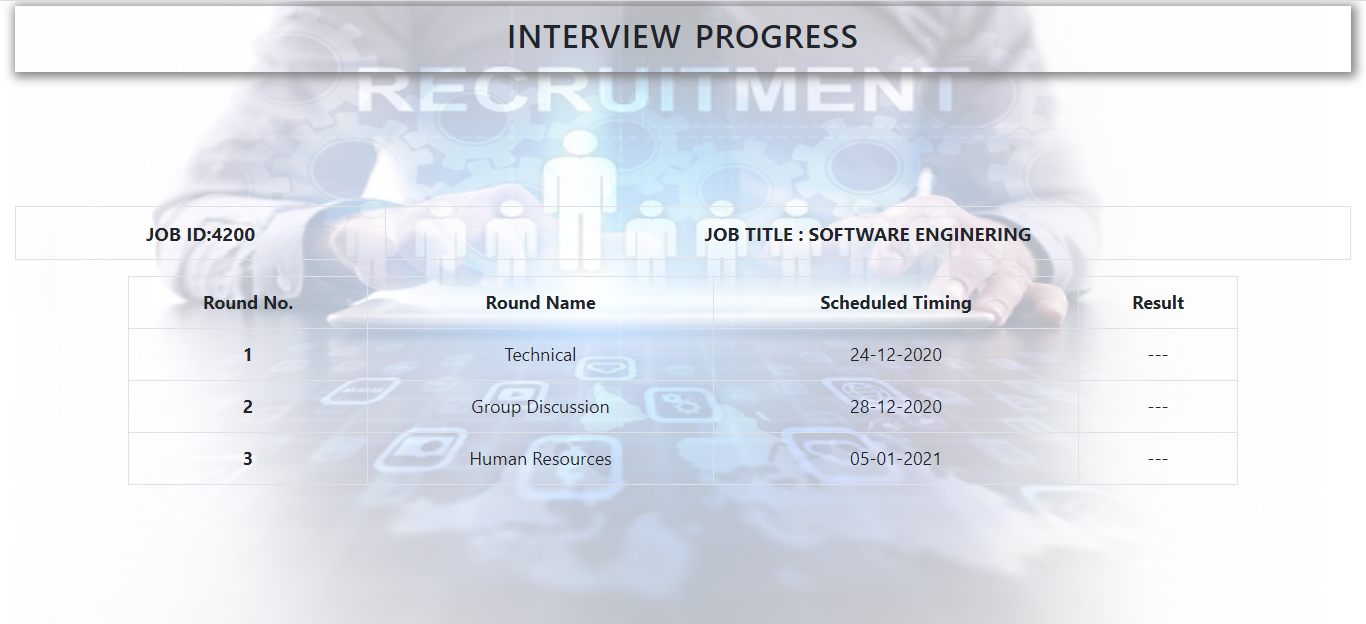 INTERVIEW PROGRESS
RECRUITMENT
JOB ID:4200 JOB TITLE : SOFTWARE ENGINERING
Round No. Round Name Scheduled Timing Result
1 Technical 24-12-2020 ---
2 Group Discussion 28-12-2020 ---
3 Human Resources 05-01-2021 ---